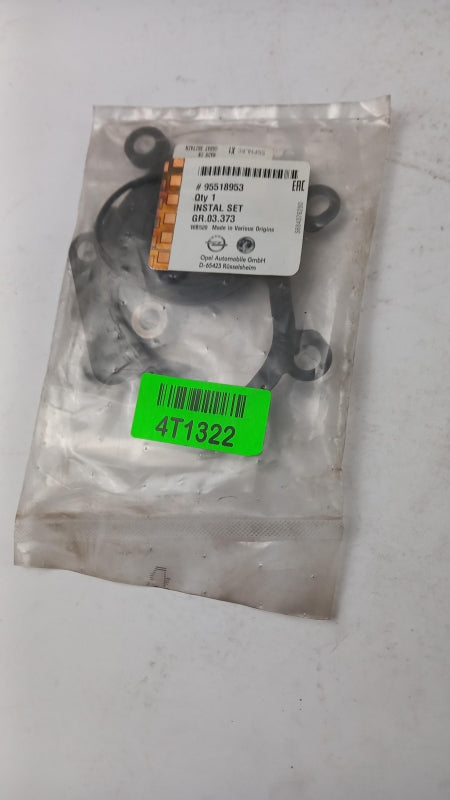 # 95518953
EAC
Qty 1
INSTAL SET
GR.03.373
WB520 Made in Various Origins
Opel Automobile GmbH
D-65423 Rüsselsheim
4T1322